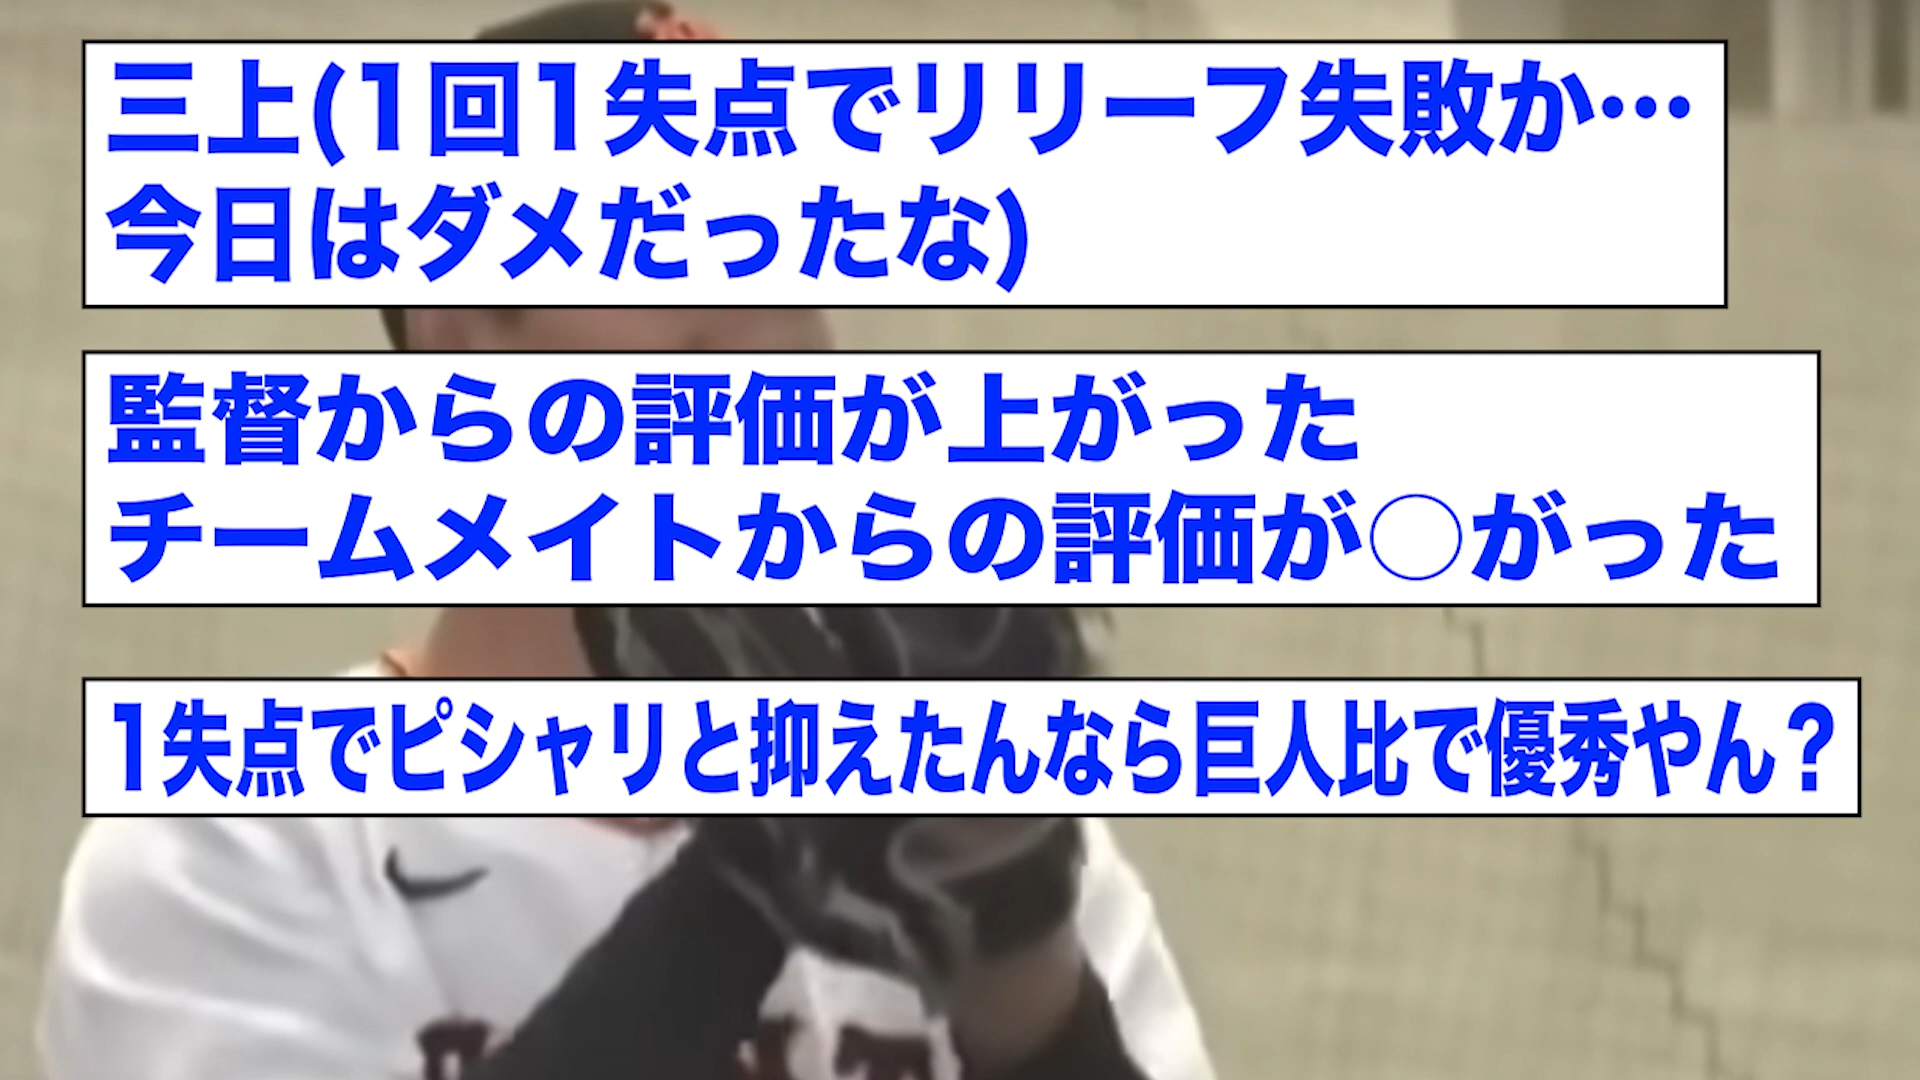 三上(1回1失点でリリーフ失敗か…
今日はダメだったな)
監督からの評価が上がった
チームメイトからの評価が◯がった
1失点でピシャリと抑えたんなら巨人比で優秀やん？